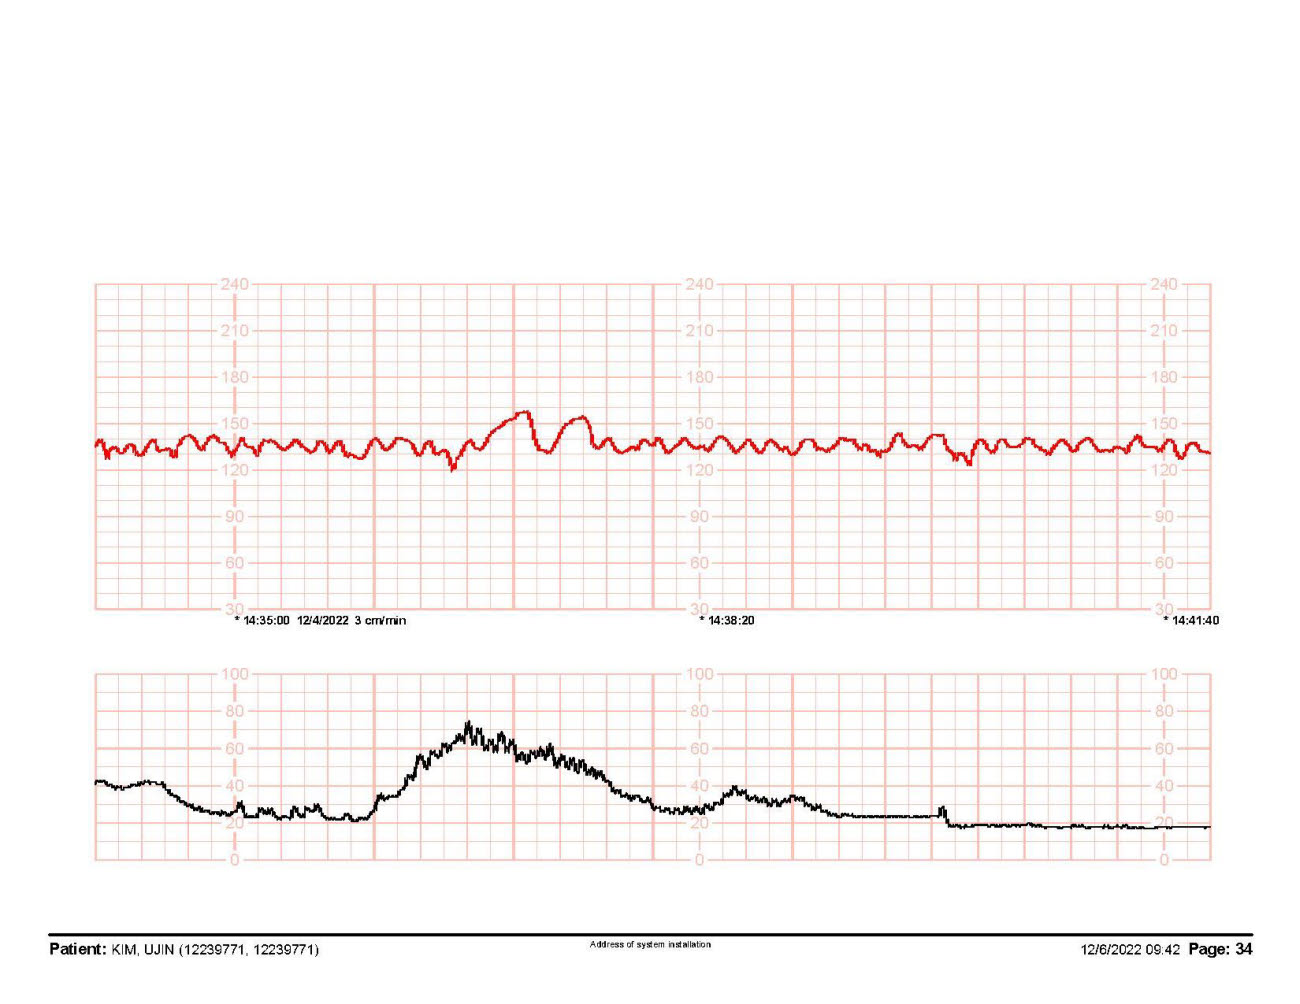 240 240 240
210 210 210
180 180 180
150 150 150
120 120 120
90 90 90
60 60 60
30 30 30
* 14:35:00 12/4/2022 3 cm/min * 14:38:20 * 14:41:40
100 100 100
80 80 80
60 60 60
40 40 40
20 20 20
0 0 0
Patient: KIM, UJIN (12239771, 12239771) Address of system installation 12/6/2022 09:42 Page: 34